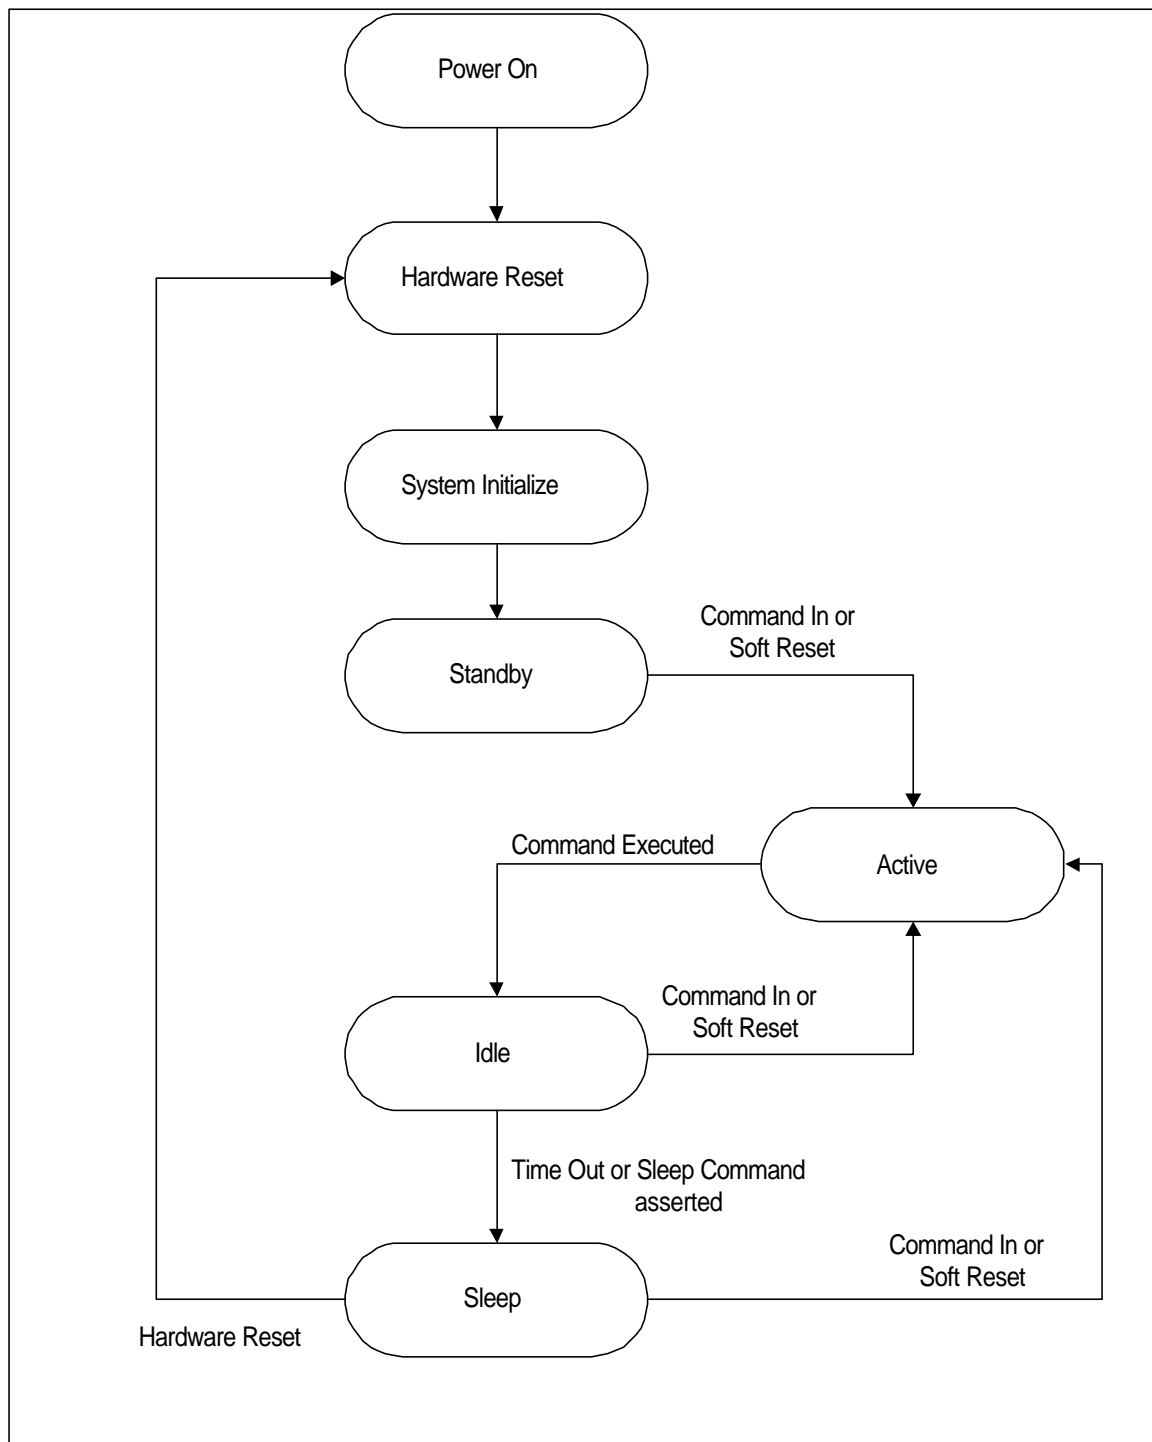 Power On
Hardware Reset
System Initialize
Command In or
Soft Reset
Standby
Command Executed
Active
Command In or
Soft Reset
Idle
Time Out or Sleep Command
asserted
Command In or
Soft Reset
Sleep
Hardware Reset